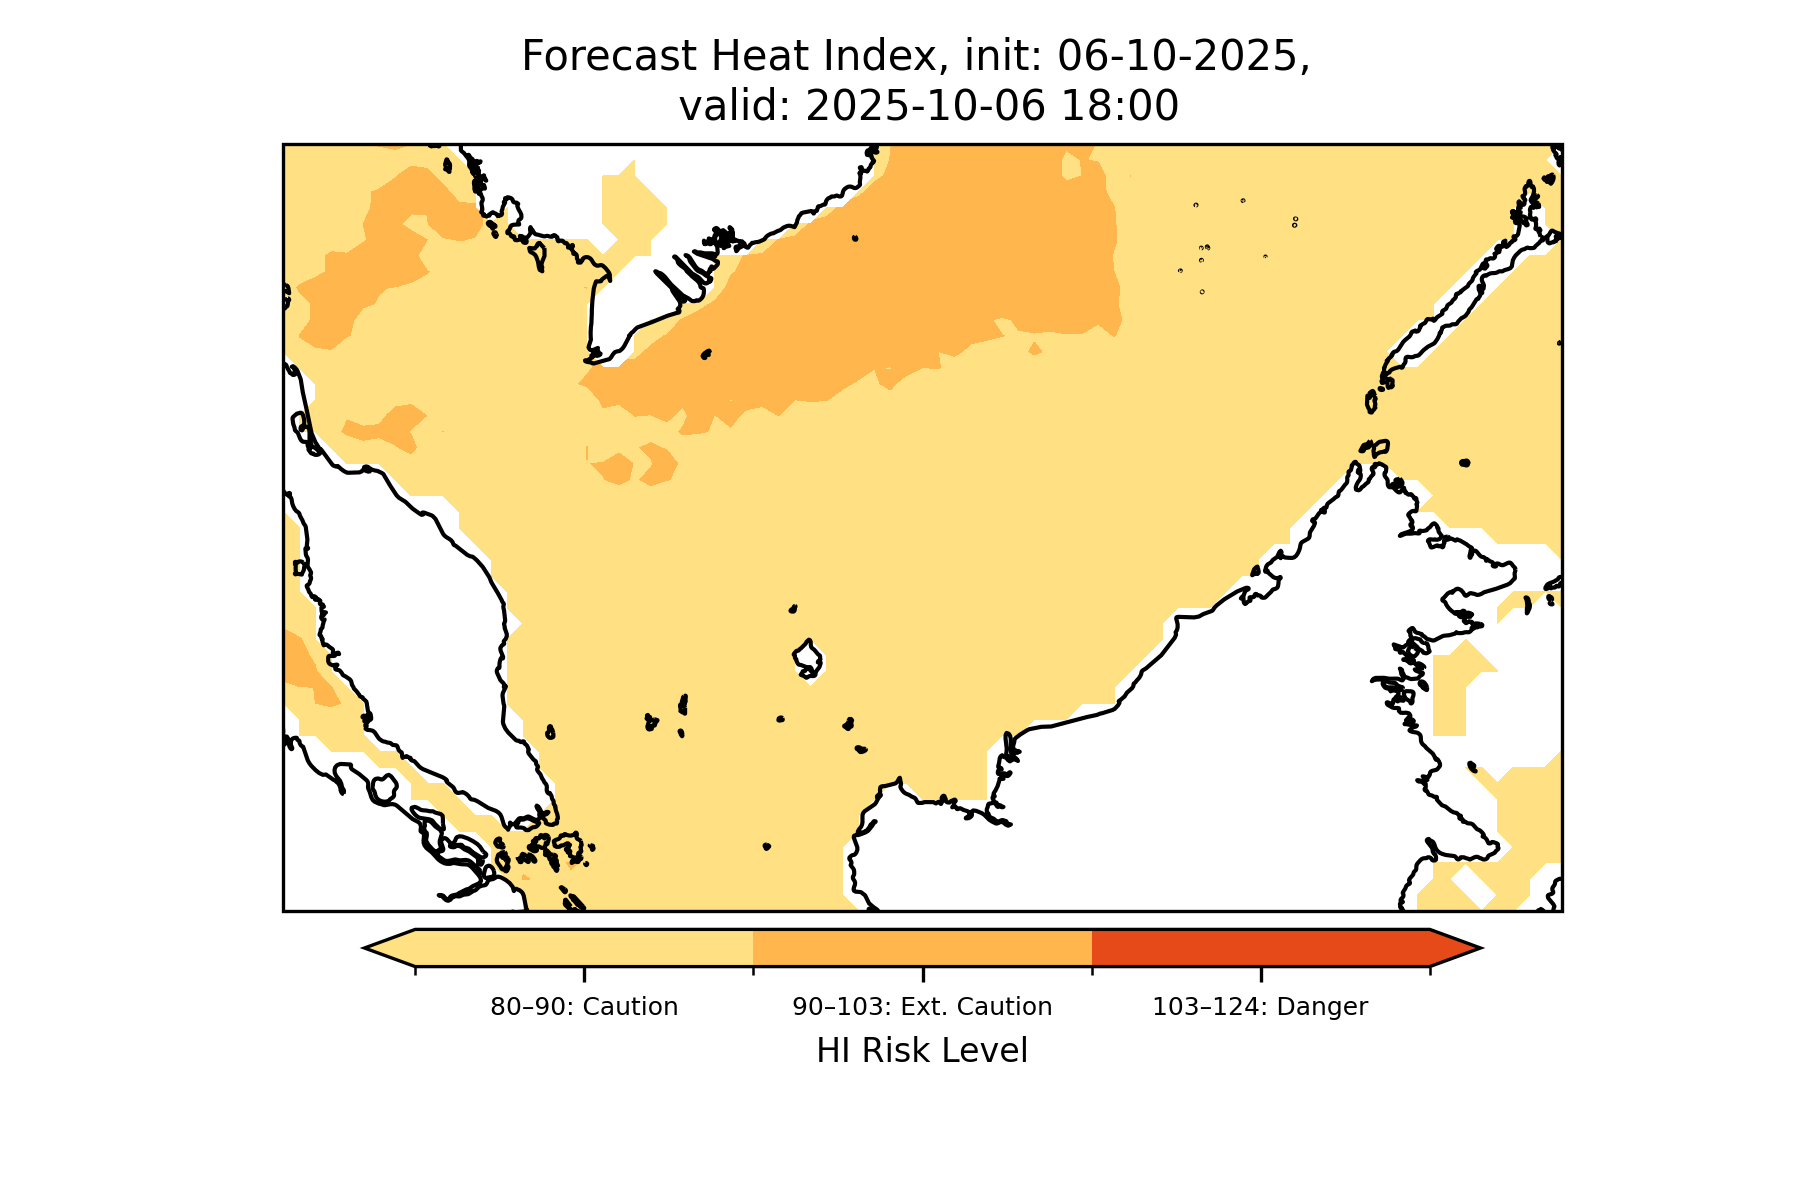 Forecast Heat Index, init: 06-10-2025,
valid: 2025-10-06 18:00
80–90: Caution
90–103: Ext. Caution
103–124: Danger
HI Risk Level